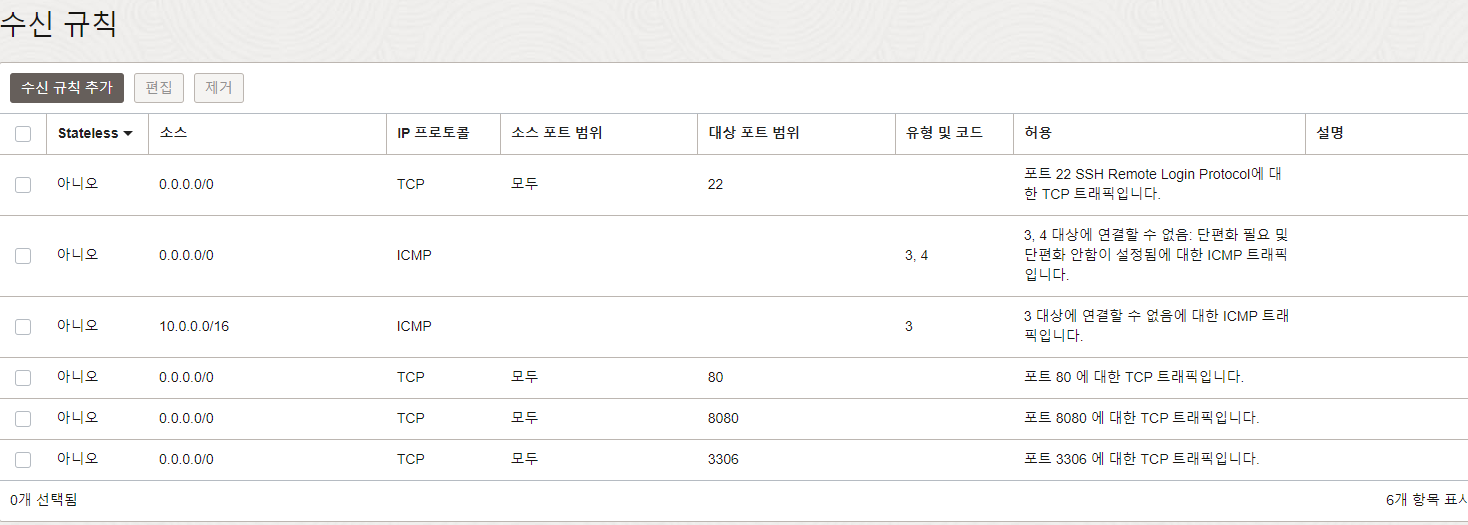 수신 규칙
수신 규칙 추가 편집 제거
Stateless 소스 IP 프로토콜 소스 포트 범위 대상 포트 범위 유형 및 코드 허용 설명
아니오 0.0.0.0/0 TCP 모두 22 포트 22 SSH Remote Login Protocol에 대
한 TCP 트래픽입니다.
아니오 0.0.0.0/0 ICMP 3, 4 3, 4 대상에 연결할 수 없음: 단편화 필요 및
단편화 안함이 설정됨에 대한 ICMP 트래픽
입니다.
아니오 10.0.0.0/16 ICMP 3 3 대상에 연결할 수 없음에 대한 ICMP 트래
픽입니다.
아니오 0.0.0.0/0 TCP 모두 80 포트 80 에 대한 TCP 트래픽입니다.
아니오 0.0.0.0/0 TCP 모두 8080 포트 8080 에 대한 TCP 트래픽입니다.
아니오 0.0.0.0/0 TCP 모두 3306 포트 3306 에 대한 TCP 트래픽입니다.
0개 선택됨 6개 항목 표시